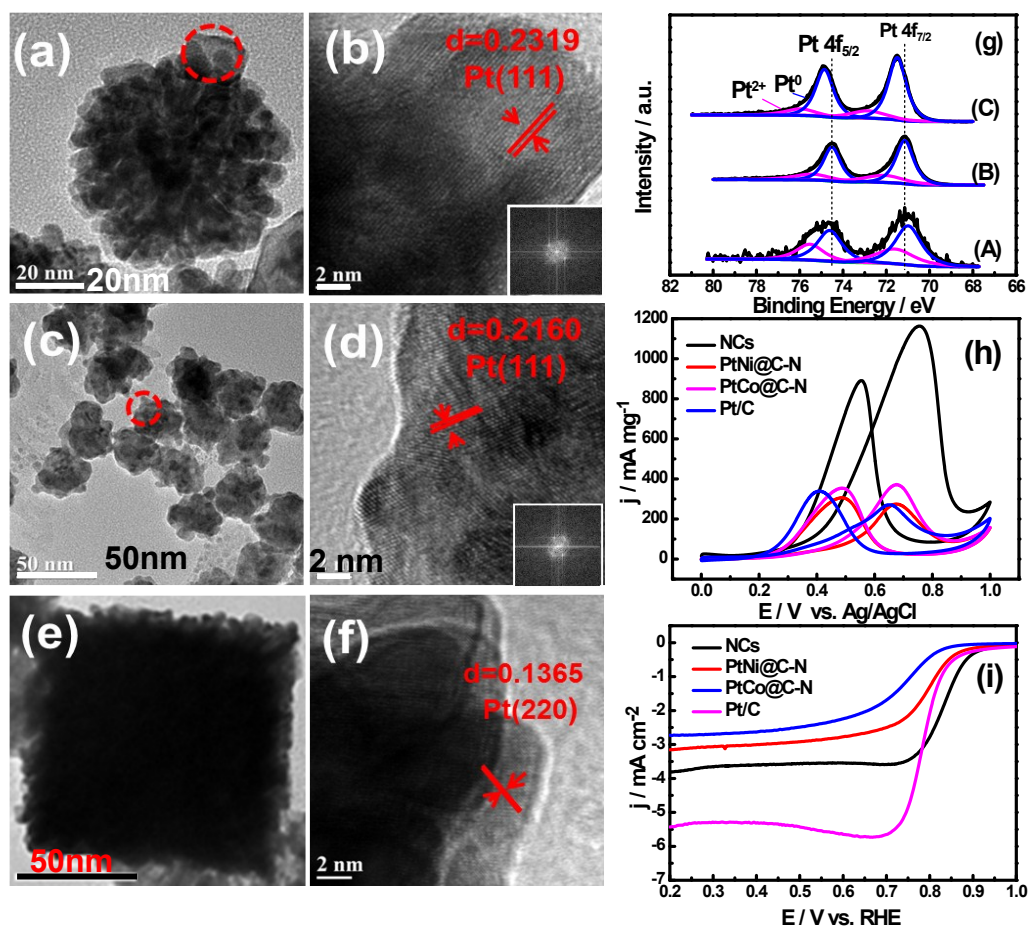 (a)
20 nm
20nm
(b)
d=0.2319
Pt(111)
2 nm
(c)
50 nm
50nm
(d)
d=0.2160
Pt(111)
2 nm
(e)
50nm
(f)
d=0.1365
Pt(220)
2 nm
Pt 4f5/2
Pt 4f7/2
(g)
Pt2+
Pt0
(C)
(B)
(A)
Intensity / a.u.
82 80 78 76 74 72 70 68 66
Binding Energy / eV
1200
1000
800
600
400
200
0
j / mA mg-1
NCs
PtNi@C-N
PtCo@C-N
Pt/C
(h)
0.0 0.2 0.4 0.6 0.8 1.0
E / V vs. Ag/AgCl
0
-1
-2
-3
-4
-5
-6
-7
j / mA cm-2
NCs
PtNi@C-N
PtCo@C-N
Pt/C
(i)
0.2 0.3 0.4 0.5 0.6 0.7 0.8 0.9 1.0
E / V vs. RHE